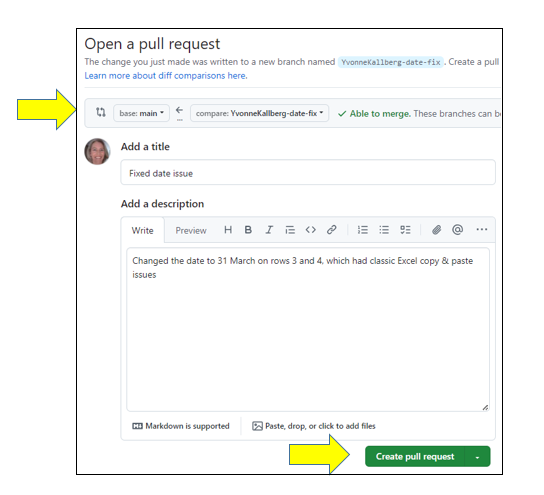 Open a pull request
The change you just made was written to a new branch named YvonneKallberg-date-fix. Create a pull
Learn more about diff comparisons here.
base: main ← compare: YvonneKallberg-date-fix ✓ Able to merge. These branches can be
Add a title
Fixed date issue
Add a description
Write Preview H B I <> @ ...
Changed the date to 31 March on rows 3 and 4, which had classic Excel copy & paste
issues
Markdown is supported Paste, drop, or click to add files
Create pull request